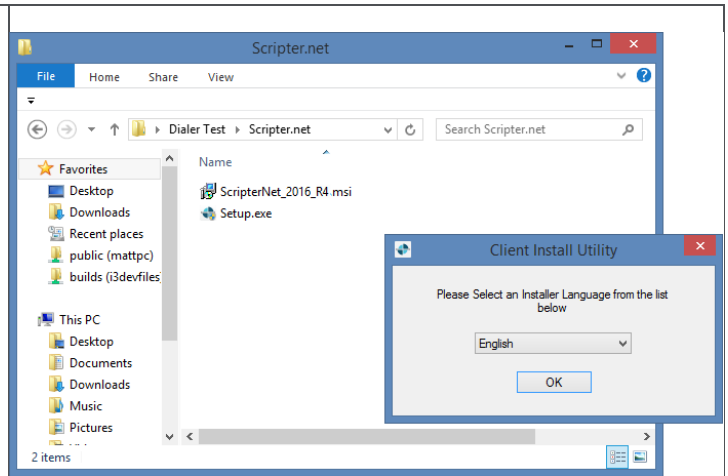 Scripter.net
File Home Share View
Dialer Test Scripter.net
Search Scripter.net
Favorites
Desktop
Downloads
Recent places
public (mattpc)
builds (i3devfiles
This PC
Desktop
Documents
Downloads
Music
Pictures
Name
ScripterNet_2016_R4.msi
Setup.exe
Client Install Utility
Please Select an Installer Language from the list
below
English
OK
2 items